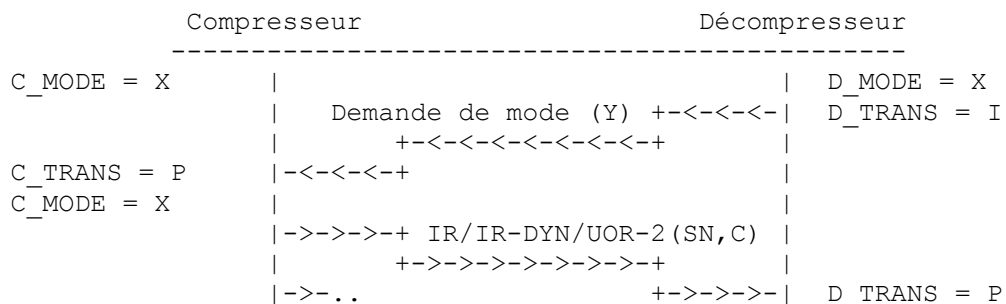 Compresseur Décompresseur
----------------------------------------------
C_MODE = X | | D_MODE = X
| Demande de mode (Y) +-<-<-<-| D_TRANS = I
| +-<-<-<-<-<-<-<-+ |
C_TRANS = P |-<-<-<-+ |
C_MODE = X | |
|->->->-+ IR/IR-DYN/UOR-2(SN,C) |
| +->->->->->->->-+ |
|->-.. +->->->-| D_TRANS = P